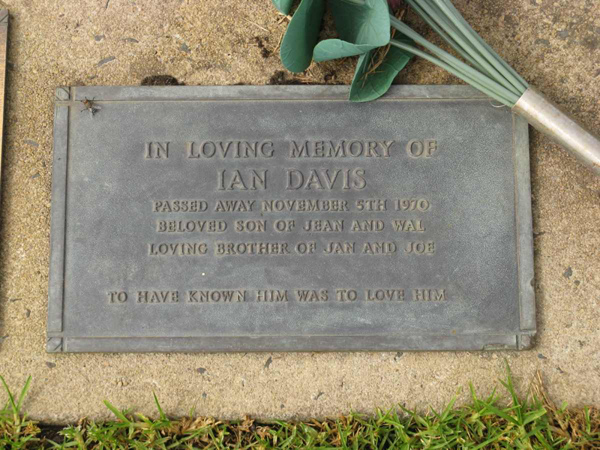 IN LOVING MEMORY OF
IAN DAVIS
PASSED AWAY NOVEMBER 5TH 1970
BELOVED SON OF JEAN AND WAL
LOVING BROTHER OF JAN AND JOE
TO HAVE KNOWN HIM WAS TO LOVE HIM